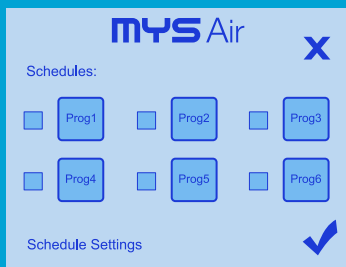 MYS Air
X
Schedules:
Prog1 Prog2 Prog3
Prog4 Prog5 Prog6
Schedule Settings